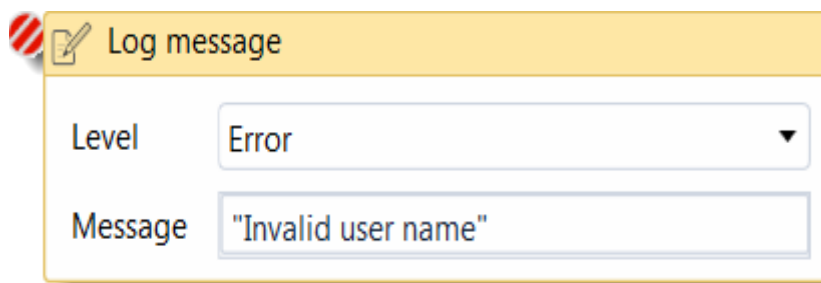 Log message
Level Error
Message "Invalid user name"